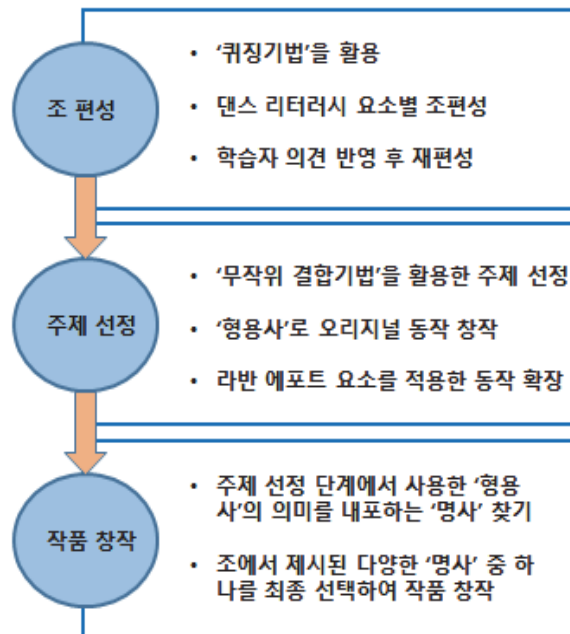 조 편성
• ‘퀴징기법’을 활용
• 댄스 리터러시 요소별 조편성
• 학습자 의견 반영 후 재편성
주제 선정
• ‘무작위 결합기법’을 활용한 주제 선정
• ‘형용사’로 오리지널 동작 창작
• 라반 에포트 요소를 적용한 동작 확장
작품 창작
• 주제 선정 단계에서 사용한 ‘형용
사’의 의미를 내포하는 ‘명사’ 찾기
• 조에서 제시된 다양한 ‘명사’ 중 하
나를 최종 선택하여 작품 창작